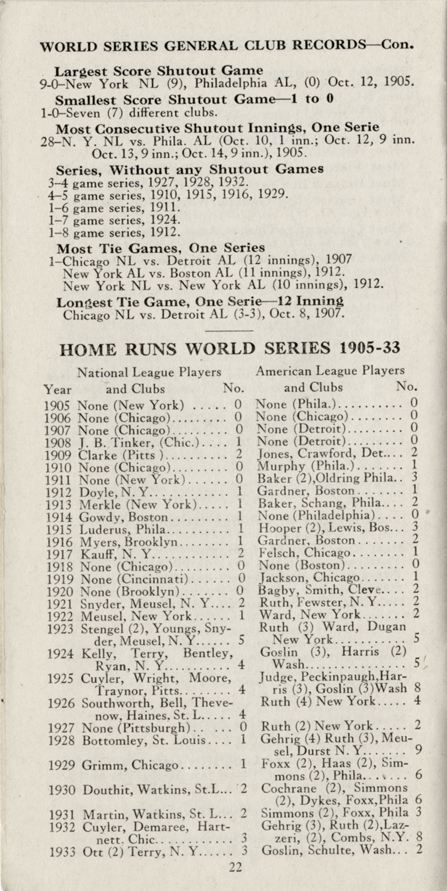 WORLD SERIES GENERAL CLUB RECORDS—Con.
Largest Score Shutout Game
9-0—New York NL (9), Philadelphia AL, (0) Oct. 12, 1905.
Smallest Score Shutout Game—1 to 0
1-0—Seven (7) different clubs.
Most Consecutive Shutout Innings, One Serie
28—N. Y. NL vs. Phila. AL (Oct. 10, 1 inn.; Oct. 12, 9 inn.
Oct. 13, 9 inn.; Oct. 14, 9 inn.), 1905.
Series, Without any Shutout Games
3-4 game series, 1927, 1928, 1932.
4-5 game series, 1910, 1915, 1916, 1929.
1-6 game series, 1911.
1-7 game series, 1924.
1-8 game series, 1912.
Most Tie Games, One Series
1-Chicago NL vs. Detroit AL (12 innings), 1907
New York AL vs. Boston AL (11 innings), 1912.
New York NL vs. New York AL (10 innings), 1912.
Longest Tie Game, One Serie—12 Inning
Chicago NL vs. Detroit AL (3-3), Oct. 8, 1907.
HOME RUNS WORLD SERIES 1905-33
National League Players American League Players
Year and Clubs No. and Clubs No.
1905 None (New York) ..... 0 None (Phila.).......... 0
1906 None (Chicago)........ 0 None (Chicago)........ 0
1907 None (Chicago)........ 0 None (Detroit)......... 0
1908 J. B. Tinker, (Chic.).... 1 None (Detroit)......... 0
1909 Clarke (Pitts )......... 2 Jones, Crawford, Det... 2
1910 None (Chicago)........ 0 Murphy (Phila.)........ 1
1911 None (New York)...... 0 Baker (2),Oldring Phila.. 3
1912 Doyle, N. Y............ 1 Gardner, Boston........ 1
1913 Merkle (New York)..... 1 Baker, Schang, Phila.... 2
1914 Gowdy, Boston......... 1 None (Philadelphia).... 0
1915 Luderus, Phila......... 1 Hooper (2), Lewis, Bos... 3
1916 Myers, Brooklyn........ 1 Gardner, Boston........ 2
1917 Kauff, N. Y............ 2 Felsch, Chicago......... 1
1918 None (Chicago)........ 0 None (Boston).......... 0
1919 None (Cincinnati)...... 0 Jackson, Chicago....... 1
1920 None (Brooklyn)....... 0 Bagby, Smith, Cleve.... 2
1921 Snyder, Meusel, N. Y.... 2 Ruth, Fewster, N. Y..... 2
1922 Meusel, New York...... 1 Ward, New York........ 2
1923 Stengel (2), Youngs, Sny- Ruth (3) Ward, Dugan
der, Meusel, N. Y...... 5 New York........... 5
1924 Kelly, Terry, Bentley, Goslin (3), Harris (2)
Ryan, N. Y........... 4 Wash................ 5
1925 Cuyler, Wright, Moore, Judge, Peckinpaugh,Har-
Traynor, Pitts........ 4 ris (3), Goslin (3)Wash 8
1926 Southworth, Bell, Theve- Ruth (4) New York..... 4
now, Haines, St. L..... 4
1927 None (Pittsburgh).. ... 0 Ruth (2) New York..... 2
1928 Bottomley, St. Louis.... 1 Gehrig (4) Ruth (3), Meu-
sel, Durst N. Y....... 9
1929 Grimm, Chicago........ 1 Foxx (2), Haas (2), Sim-
mons (2), Phila....... 6
1930 Douthit, Watkins, St.L... 2 Cochrane (2), Simmons
(2), Dykes, Foxx,Phila 6
1931 Martin, Watkins, St. L... 2 Simmons (2), Foxx, Phila 3
1932 Cuyler, Demaree, Hart- Gehrig (3), Ruth (2),Laz-
nett, Chic............ 3 zeri, (2), Combs, N.Y. 8
1933 Ott (2) Terry, N. Y...... 3 Goslin, Schulte, Wash... 2
22